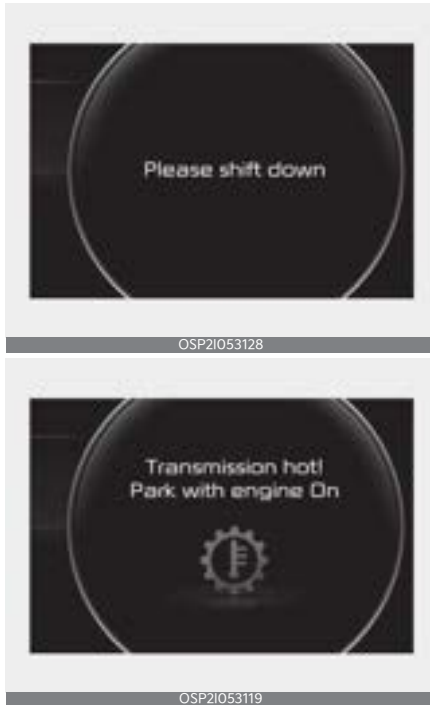 Please shift down
OSP2I053128
Transmission hot!
Park with engine On
OSP2I053119